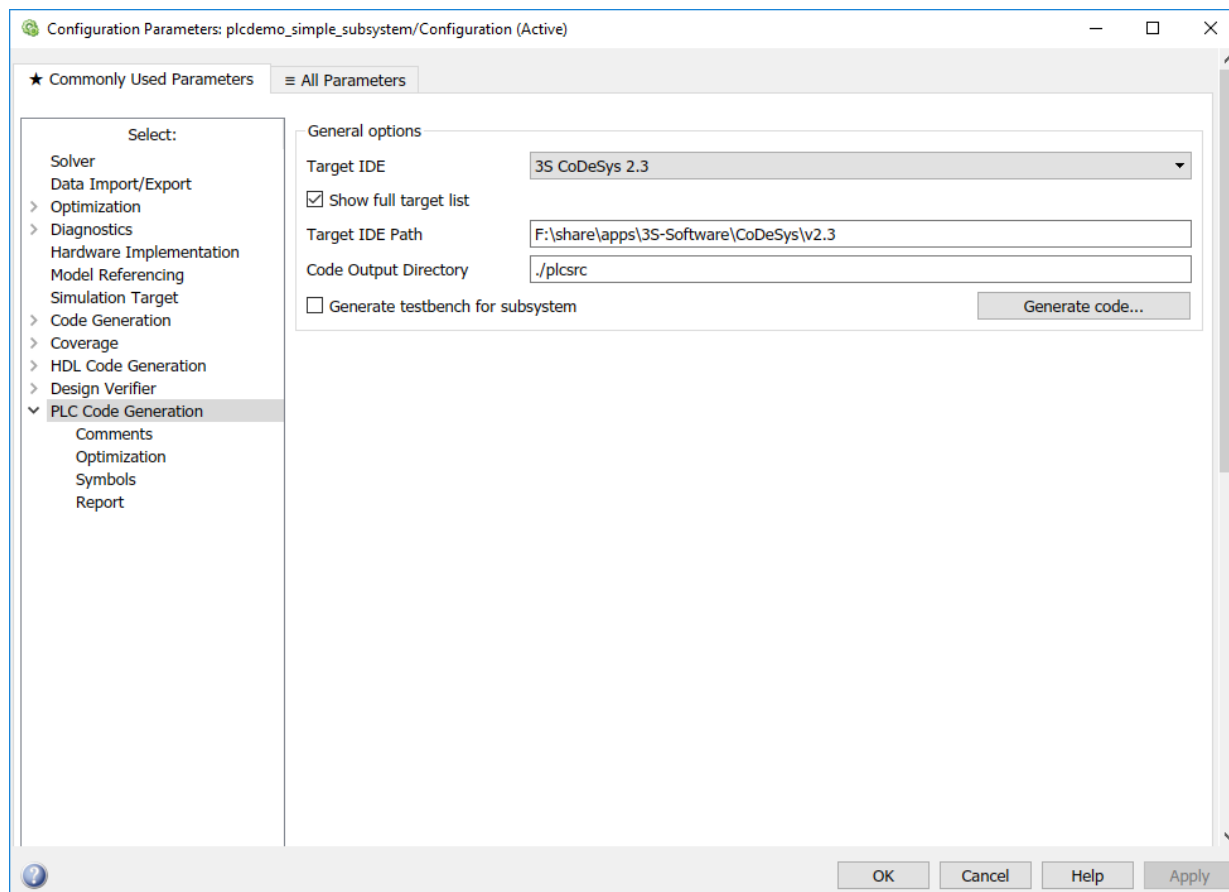 Configuration Parameters: plcdemo_simple_subsystem/Configuration (Active)
★ Commonly Used Parameters
≡ All Parameters
Select:
Solver
Data Import/Export
Optimization
Diagnostics
Hardware Implementation
Model Referencing
Simulation Target
Code Generation
Coverage
HDL Code Generation
Design Verifier
PLC Code Generation
Comments
Optimization
Symbols
Report
General options
Target IDE
3S CoDeSys 2.3
Show full target list
Target IDE Path
F:\share\apps\3S-Software\CoDeSys\v2.3
Code Output Directory
./plcsrc
Generate testbench for subsystem
Generate code...
?
OK
Cancel
Help
Apply